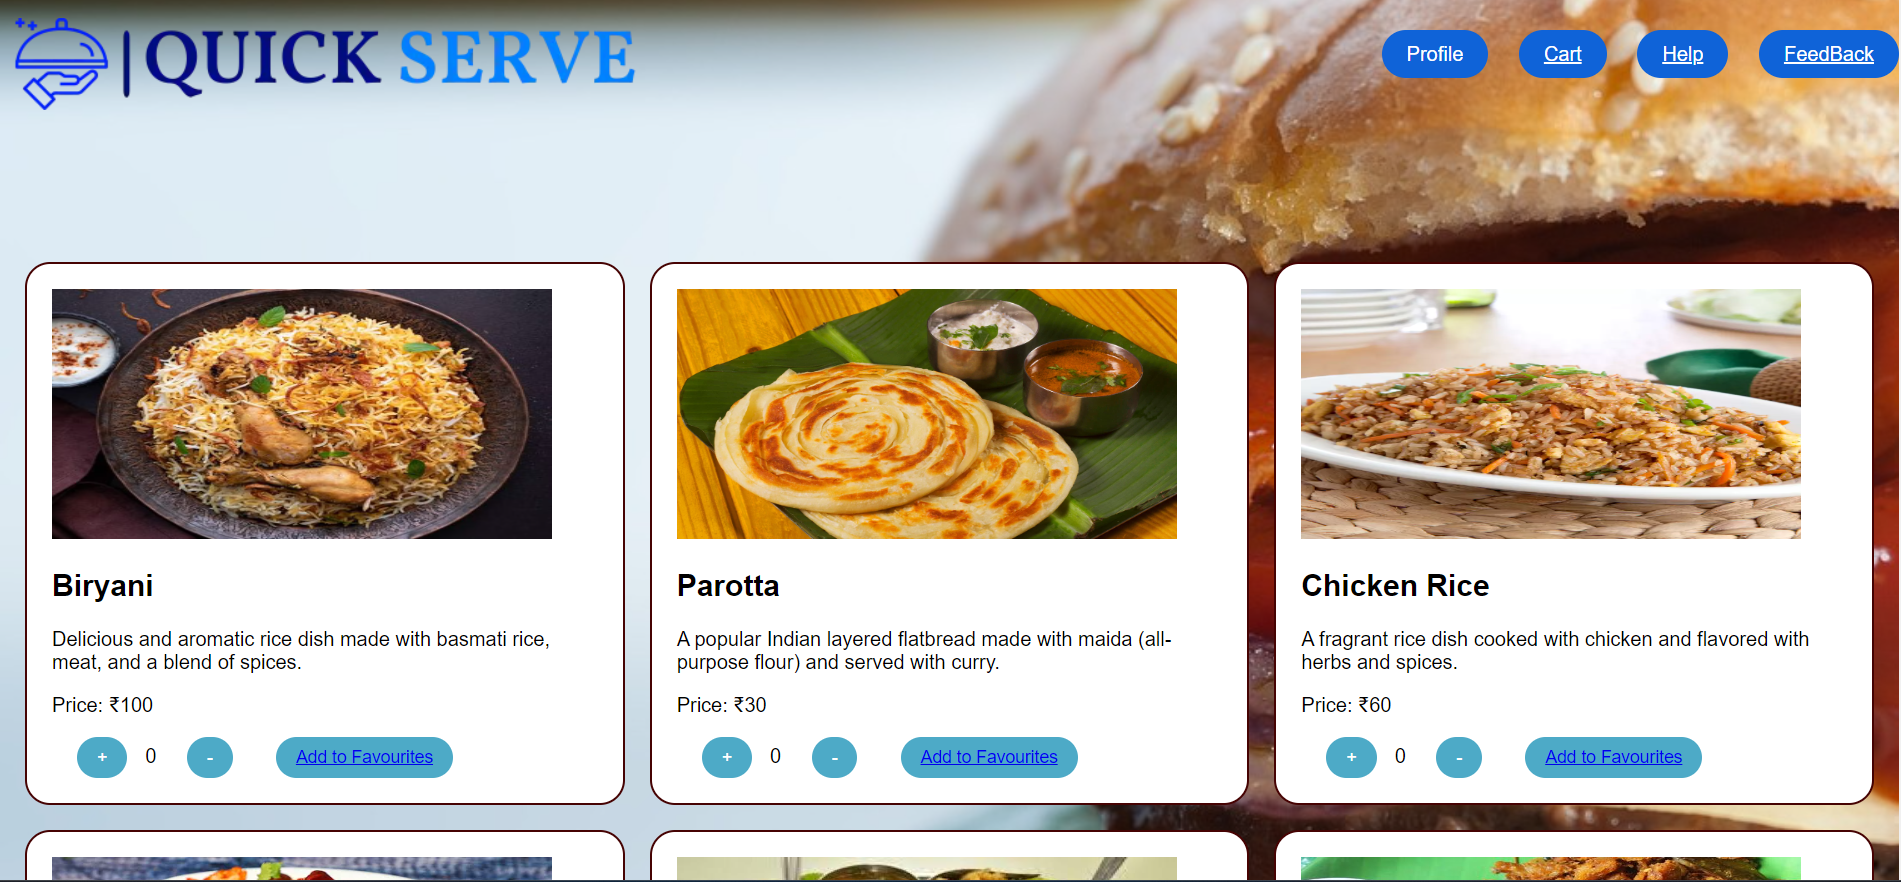 QUICK SERVE
Profile Cart Help FeedBack
Biryani
Delicious and aromatic rice dish made with basmati rice,
meat, and a blend of spices.
Price: ₹100
+ 0 - Add to Favourites
Parotta
A popular Indian layered flatbread made with maida (all-
purpose flour) and served with curry.
Price: ₹30
+ 0 - Add to Favourites
Chicken Rice
A fragrant rice dish cooked with chicken and flavored with
herbs and spices.
Price: ₹60
+ 0 - Add to Favourites